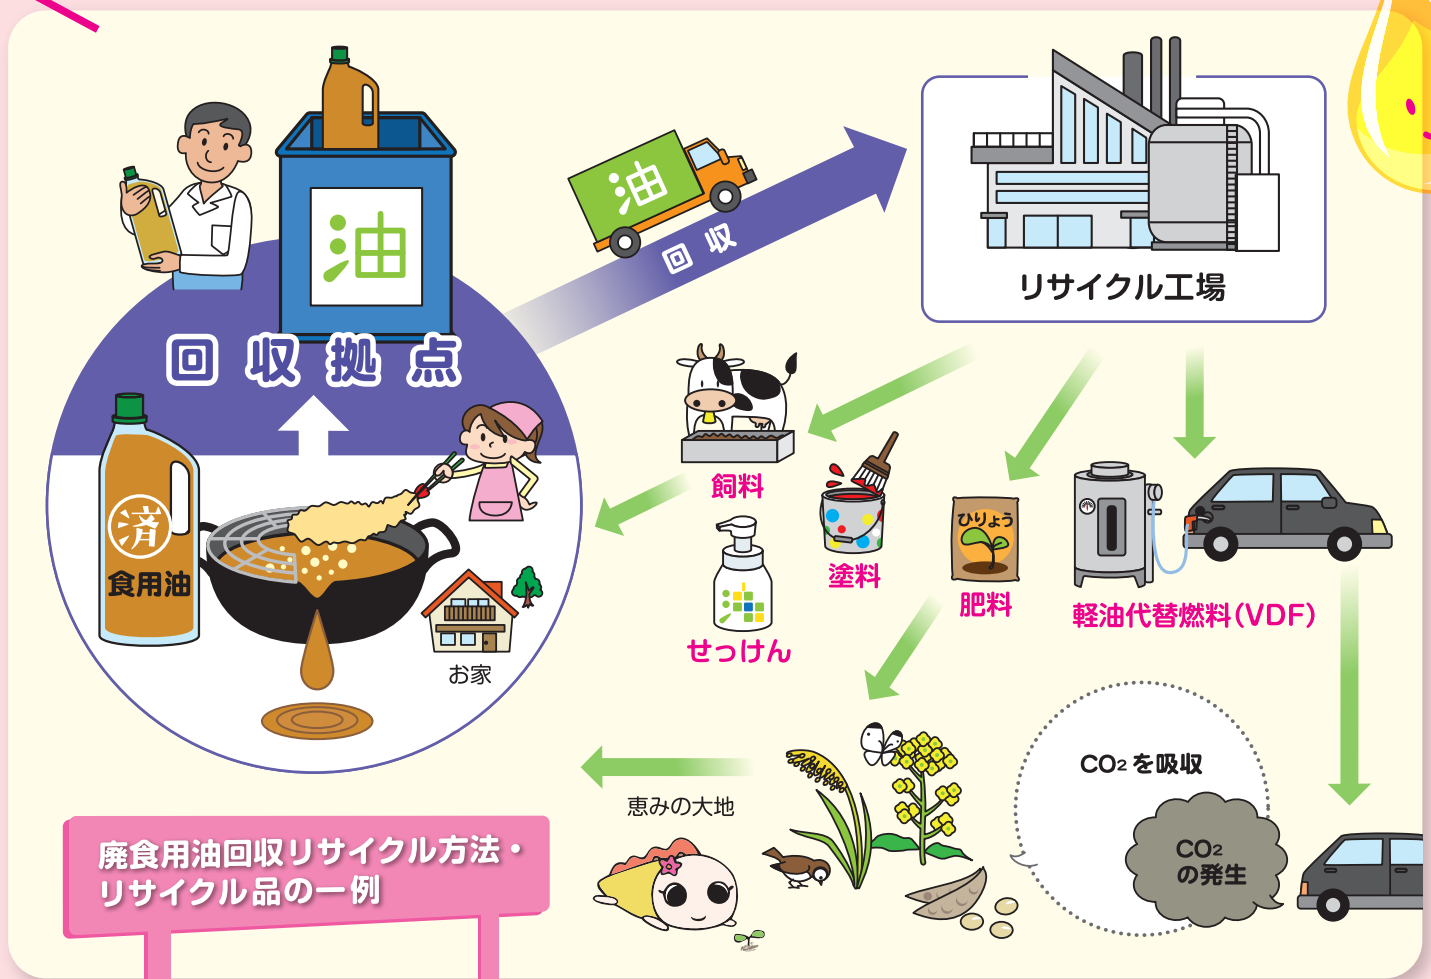 油
油
回収
リサイクル工場
回収拠点
済
食用油
お家
飼料
せっけん
塗料
ひりょう
肥料
軽油代替燃料(VDF)
恵みの大地
CO2を吸収
CO2
の発生
廃食用油回収リサイクル方法・
リサイクル品の一例